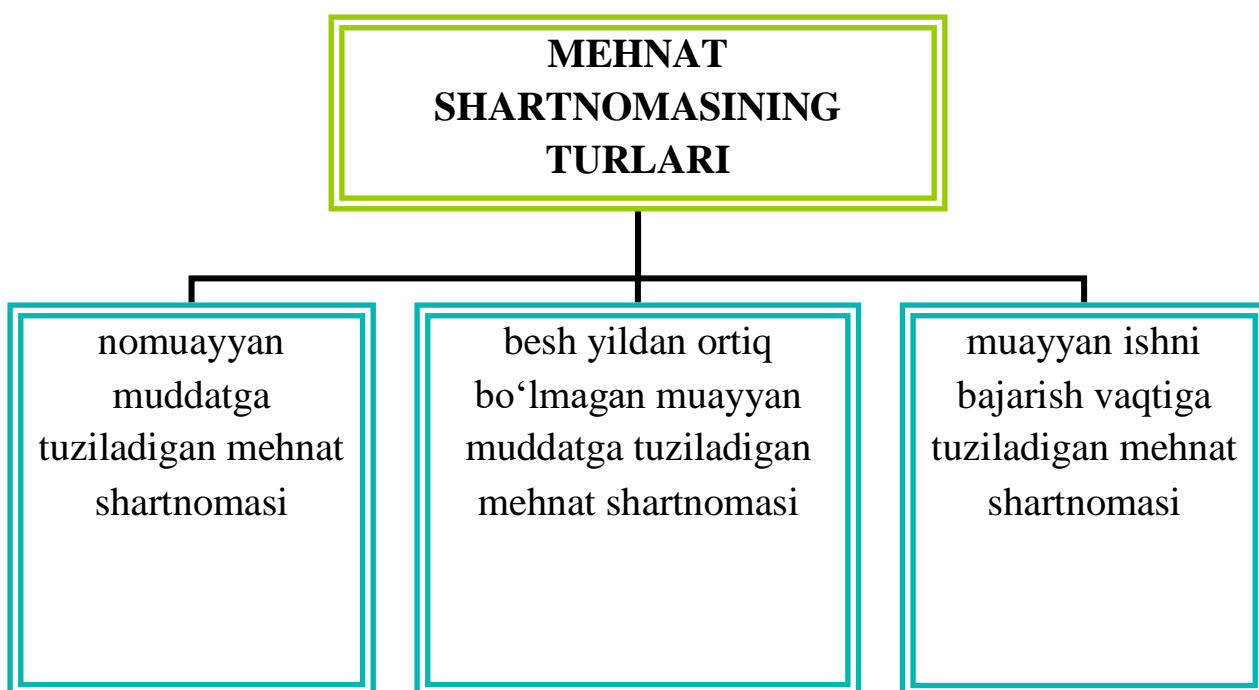 MEHNAT
SHARTNOMASINING
TURLARI
nomuayyan
muddatga
tuziladigan mehnat
shartnomasi
besh yildan ortiq
bo‘lmagan muayyan
muddatga tuziladigan
mehnat shartnomasi
muayyan ishni
bajarish vaqtiga
tuziladigan mehnat
shartnomasi